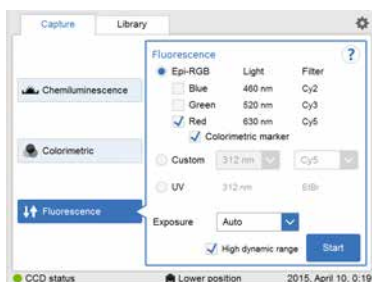 Capture Library
Fluorescence ?
Epi-RGB Light Filter
Blue 460 nm Cy2
Green 520 nm Cy3
Chemiluminescence
Red 630 nm Cy5
Colorimetric marker
Colorimetric
Custom 312 nm Cy5
UV 312 nm EtBr
Fluorescence
Exposure Auto
High dynamic range Start
CCD status Lower position 2015. April 10. 0:19